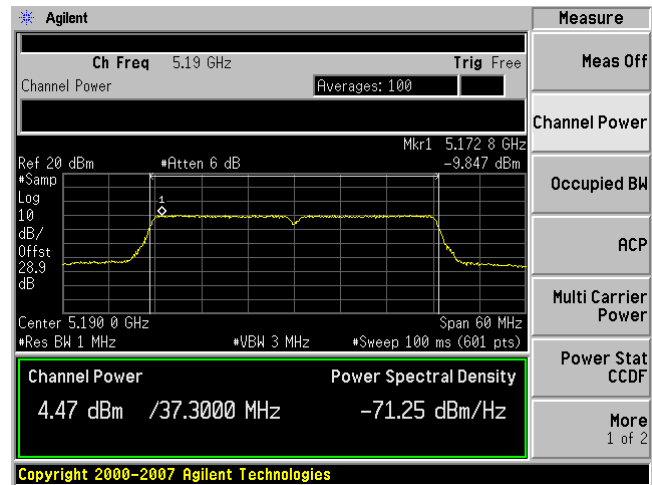 Agilent
Measure
Ch Freq 5.19 GHz Trig Free
Channel Power Averages: 100
Mkr1 5.172 8 GHz
Ref 20 dBm #Atten 6 dB -9.847 dBm
#Samp
Log
10
dB/
Offst
28.9
dB
1
Center 5.190 0 GHz Span 60 MHz
#Res BW 1 MHz #VBW 3 MHz #Sweep 100 ms (601 pts)
Channel Power Power Spectral Density
4.47 dBm /37.3000 MHz -71.25 dBm/Hz
Meas Off
Channel Power
Occupied BW
ACP
Multi Carrier
Power
Power Stat
CCDF
More
1 of 2
Copyright 2000-2007 Agilent Technologies